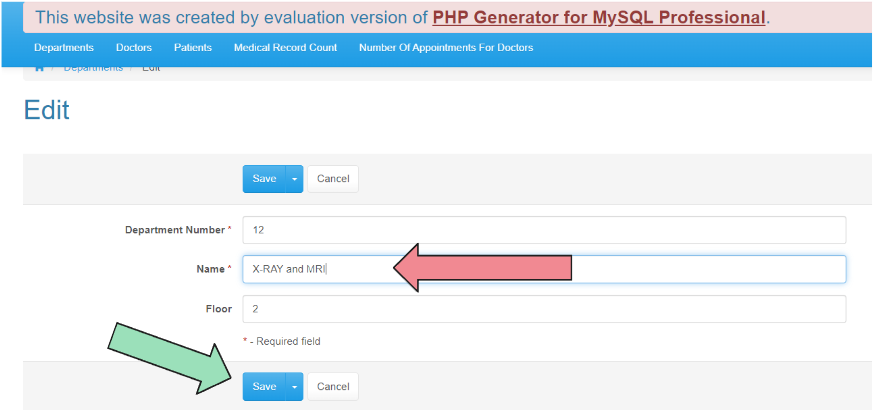 This website was created by evaluation version of PHP Generator for MySQL Professional.
Departments Doctors Patients Medical Record Count Number Of Appointments For Doctors
Departments Edit
Edit
Save Cancel
Department Number * 12
Name * X-RAY and MRI
Floor 2
* - Required field
Save Cancel